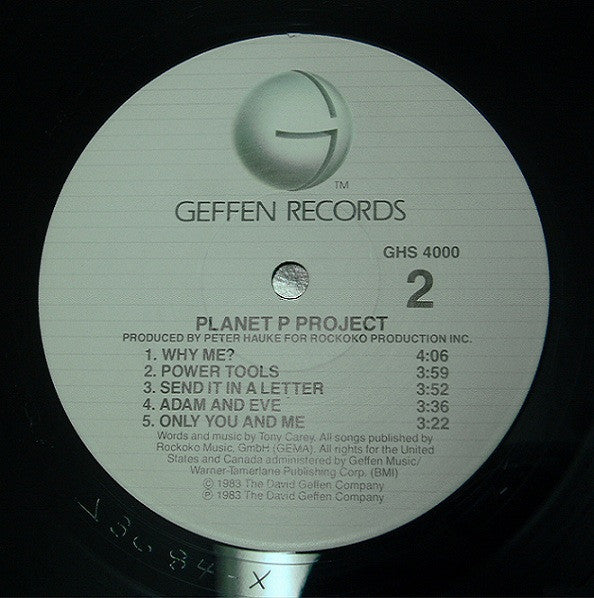 G
TM
GEFFEN RECORDS
GHS 4000
2
PLANET P PROJECT
PRODUCED BY PETER HAUKE FOR ROCKOKO PRODUCTION INC.
1. WHY ME? 4:06
2. POWER TOOLS 3:59
3. SEND IT IN A LETTER 3:52
4. ADAM AND EVE 3:36
5. ONLY YOU AND ME 3:22
Words and music by Tony Carey. All songs published by
Rockoko Music, GmbH (GEMA). All rights for the United
States and Canada administered by Geffen Music/
Warner-Tamerlane Publishing Corp. (BMI)
© 1983 The David Geffen Company
℗ 1983 The David Geffen Company